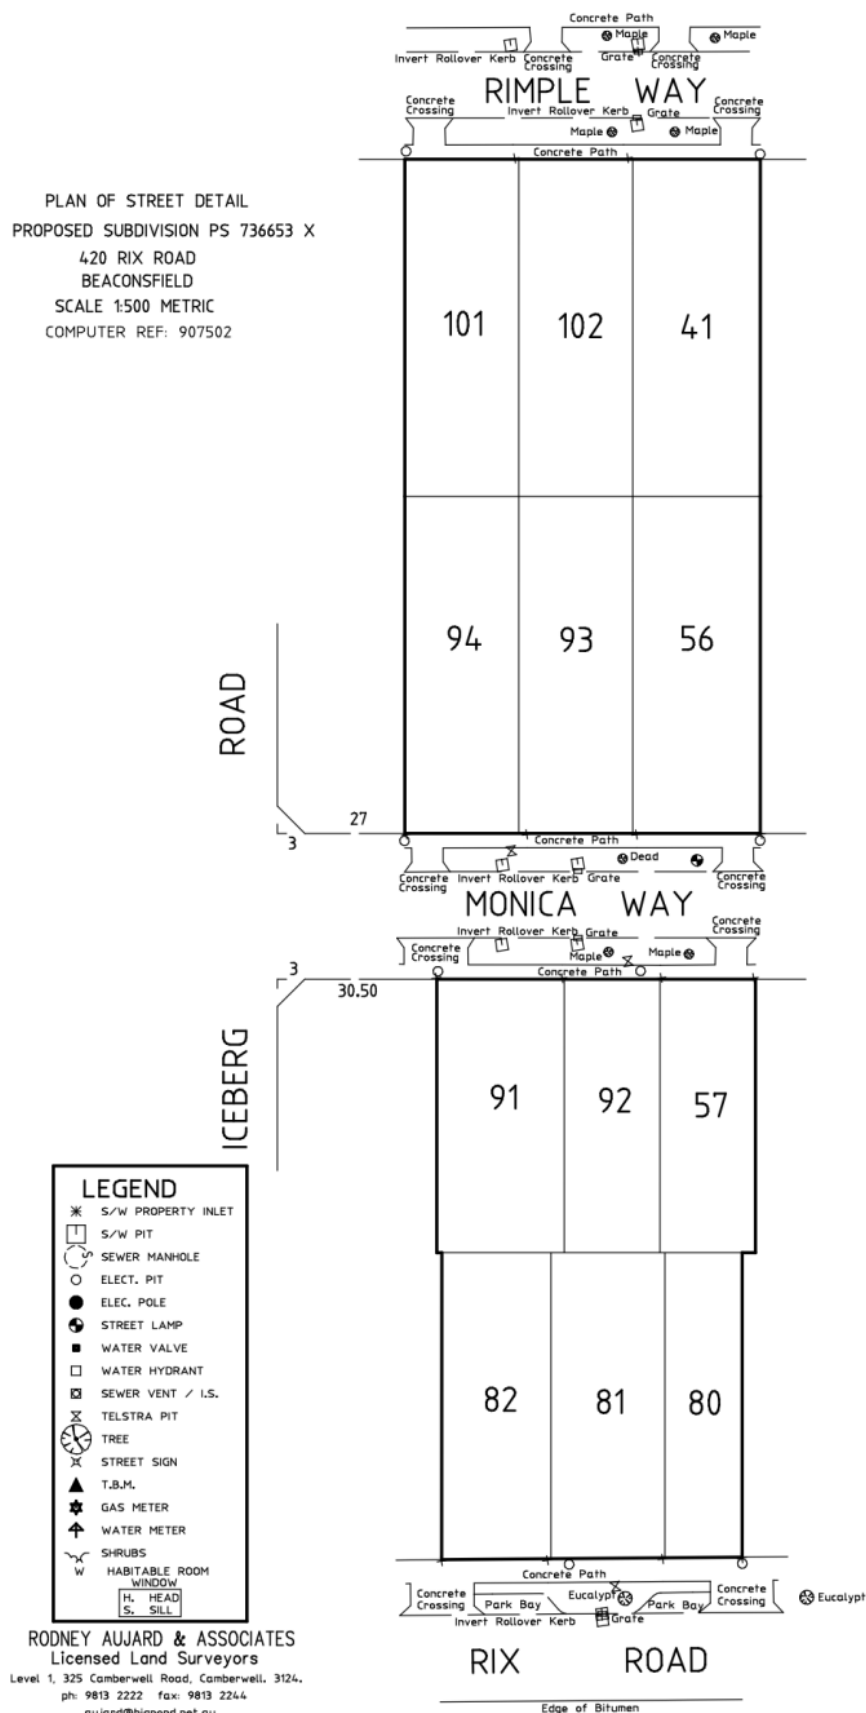 Concrete Path
Maple
Maple
Invert Rollover Kerb
Concrete Crossing
Grate
Concrete Crossing
RIMPLE WAY
Concrete Crossing
Invert Rollover Kerb
Grate
Concrete Crossing
Maple
Maple
Concrete Path
PLAN OF STREET DETAIL
PROPOSED SUBDIVISION PS 736653 X
420 RIX ROAD
BEACONSFIELD
SCALE 1:500 METRIC
COMPUTER REF: 907502
101
102
41
94
93
56
ROAD
27
3
Concrete Path
Dead
Concrete Crossing
Invert Rollover Kerb
Grate
Concrete Crossing
MONICA WAY
Concrete Crossing
Invert Rollover Kerb
Grate
Concrete Crossing
Maple
Maple
Concrete Path
3
30.50
ICEBERG
91
92
57
82
81
80
LEGEND
S/W PROPERTY INLET
S/W PIT
S
SEWER MANHOLE
ELECT. PIT
ELEC. POLE
STREET LAMP
WATER VALVE
WATER HYDRANT
SEWER VENT / I.S.
TELSTRA PIT
TREE
STREET SIGN
T.B.M.
GAS METER
WATER METER
SHRUBS
W HABITABLE ROOM
WINDOW
H. HEAD
S. SILL
Concrete Path
Concrete Crossing
Park Bay
Eucalypt
Park Bay
Concrete Crossing
Eucalypt
Invert Rollover Kerb
Grate
RIX ROAD
Edge of Bitumen
RODNEY AUJARD & ASSOCIATES
Licensed Land Surveyors
Level 1, 325 Camberwell Road, Camberwell. 3124.
ph: 9813 2222 fax: 9813 2244